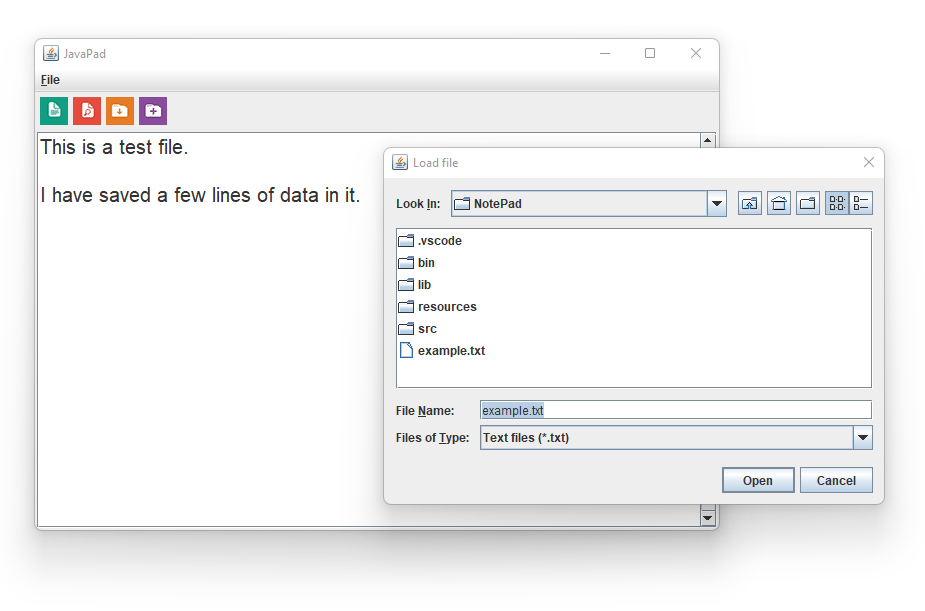 JavaPad
File
This is a test file.
I have saved a few lines of data in it.
Load file
Look In: NotePad
.vscode
bin
lib
resources
src
example.txt
File Name: example.txt
Files of Type: Text files (*.txt)
Open Cancel